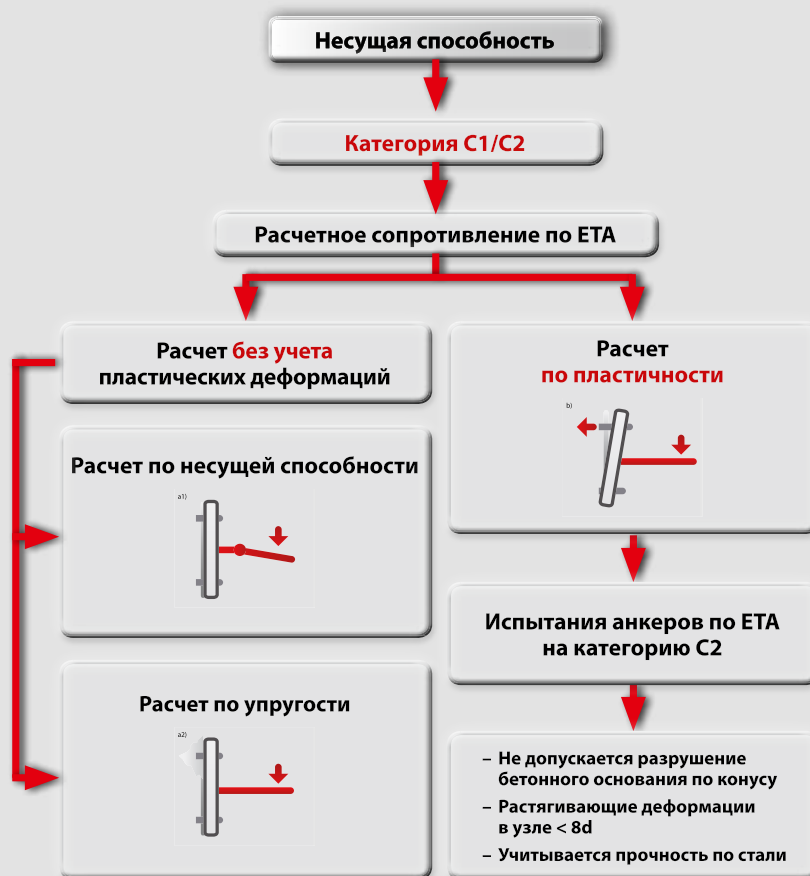 Несущая способность
Категория С1/С2
Расчетное сопротивление по ЕТА
Расчет без учета
пластических деформаций
Расчет по несущей способности
a1)
Расчет по упругости
a2)
Расчет
по пластичности
b)
Испытания анкеров по ЕТА
на категорию С2
– Не допускается разрушение
бетонного основания по конусу
– Растягивающие деформации
в узле < 8d
– Учитывается прочность по стали